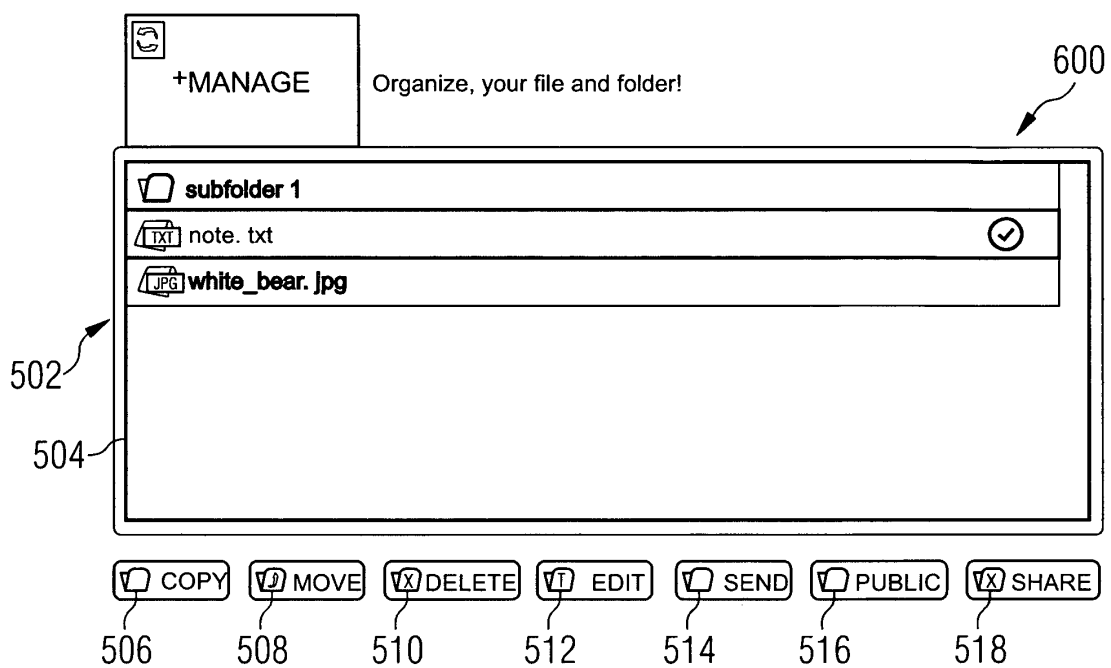 +MANAGE
Organize, your file and folder!
600
subfolder 1
TXT note. txt
JPG white_bear. jpg
502
504
COPY MOVE X DELETE T EDIT SEND PUBLIC X SHARE
506 508 510 512 514 516 518